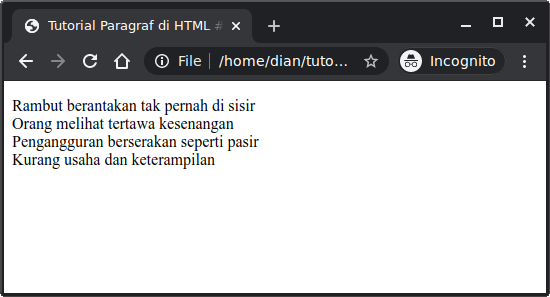 Tutorial Paragraf di HTML #
File /home/dian/tuto...
Incognito
Rambut berantakan tak pernah di sisir
Orang melihat tertawa kesenangan
Pengangguran berserakan seperti pasir
Kurang usaha dan keterampilan